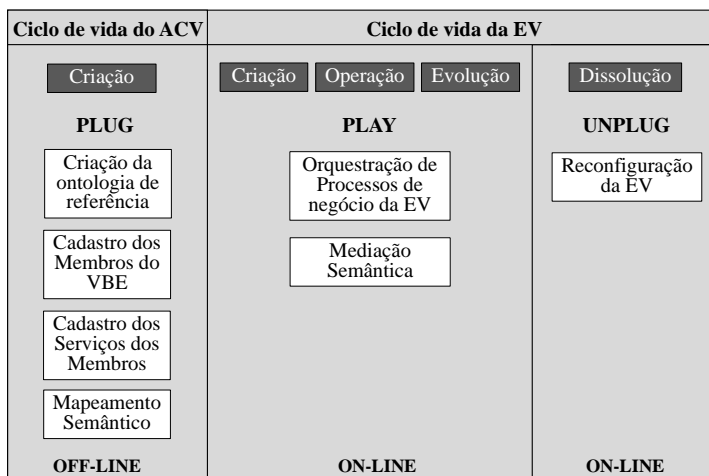 Ciclo de vida do ACV
Ciclo de vida da EV
Criação
PLUG
Criação da
ontologia de
referência
Cadastro dos
Membros do
VBE
Cadastro dos
Serviços dos
Membros
Mapeamento
Semântico
OFF-LINE
Criação
Operação
Evolução
PLAY
Orquestração de
Processos de
negócio da EV
Mediação
Semântica
ON-LINE
Dissolução
UNPLUG
Reconfiguração
da EV
ON-LINE